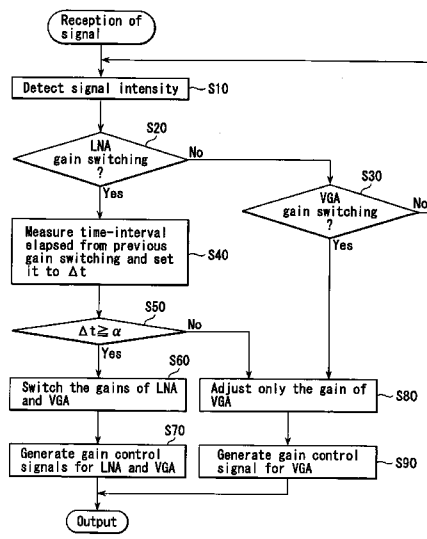 Reception of
signal
Detect signal intensity
S10
S20
LNA
gain switching
?
No
Yes
S30
VGA
gain switching
?
No
Yes
Measure time-interval
elapsed from previous
gain switching and set
it to Δt
S40
S50
Δt≧α
No
Yes
S60
Switch the gains of LNA
and VGA
Adjust only the gain of
VGA
S80
S70
Generate gain control
signals for LNA and VGA
Generate gain control
signal for VGA
S90
Output